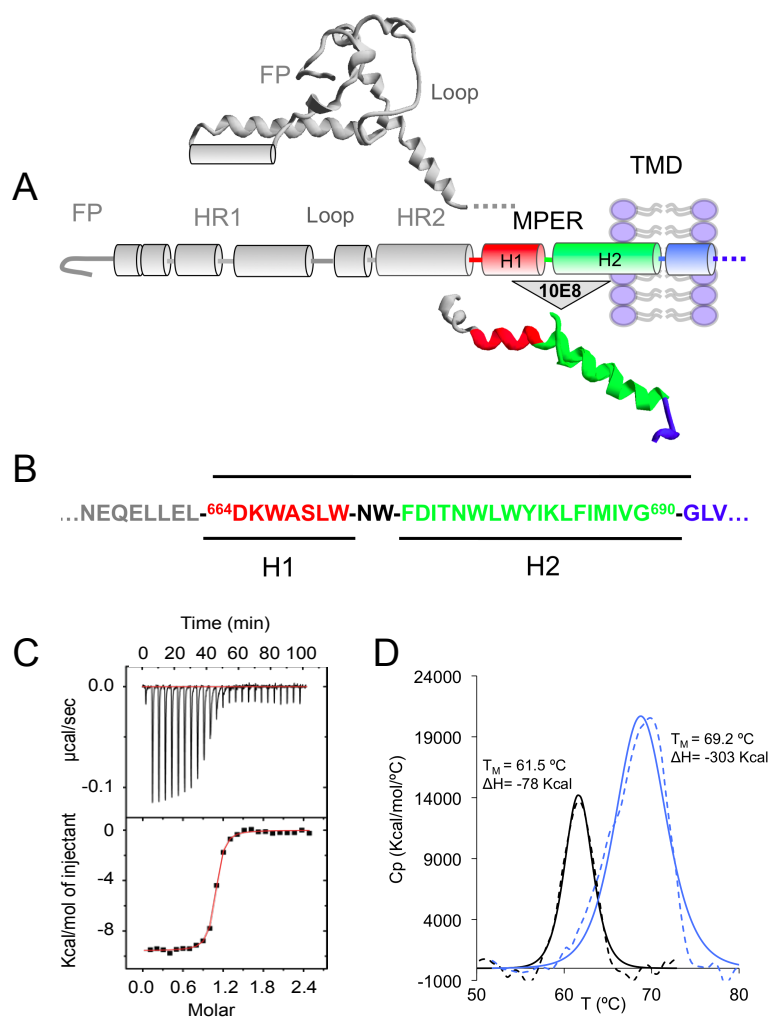 FP
Loop
TMD
A
FP
HR1
Loop
HR2
MPER
H1
H2
10E8
B
...NEQELLEL-⁶⁶⁴DKWASLW-NW-FDITNWLWYIKLFIMIVG⁶⁹⁰-GLV...
H1
H2
C
Time (min)
0 20 40 60 80 100
0.0
-0.1
µcal/sec
0
-4
-8
Kcal/mol of injectant
0.0 0.6 1.2 1.8 2.4
Molar
D
24000
19000
14000
9000
4000
-1000
Cp (Kcal/mol/ºC)
TM = 61.5 ºC
ΔH= -78 Kcal
TM = 69.2 ºC
ΔH= -303 Kcal
50 60 70 80
T (ºC)